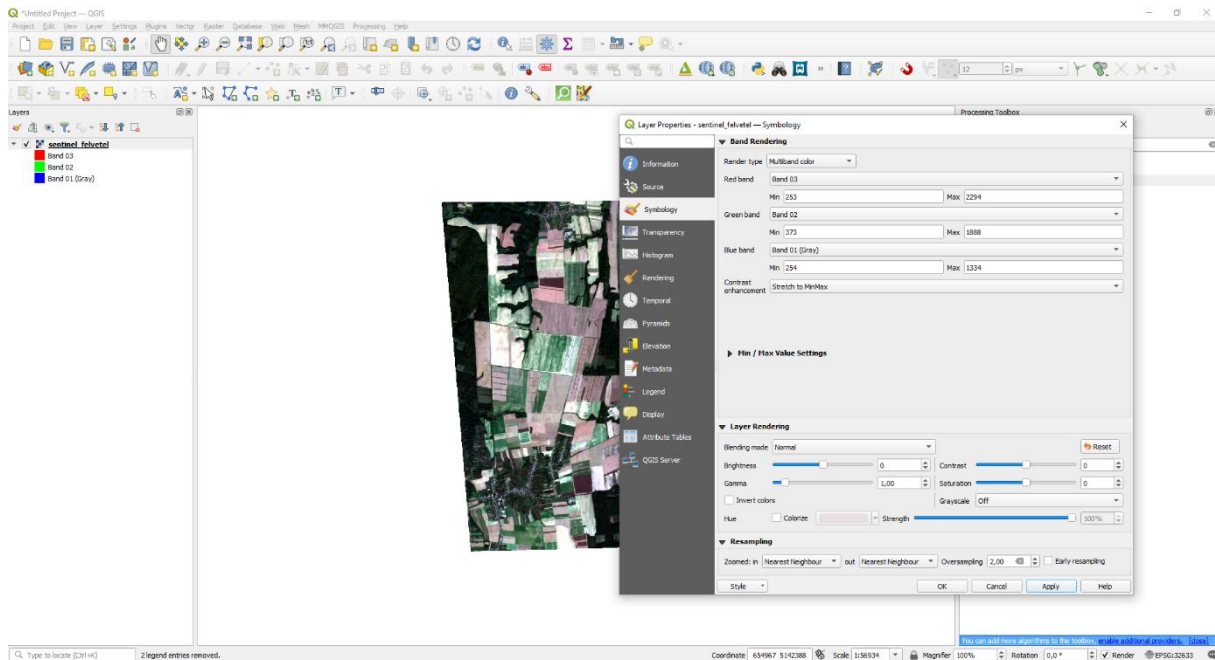 *Untitled Project — QGIS
Project Edit View Layer Settings Plugins Vector Raster Database Web Mesh MMQGIS Processing Help
12 px
Layers
sentinel_felvetel
Band 03
Band 02
Band 01 (Gray)
Processing Toolbox
Layer Properties - sentinel_felvetel — Symbology
Information
Source
Symbology
Transparency
Histogram
Rendering
Temporal
Pyramids
Elevation
Metadata
Legend
Display
Attribute Tables
QGIS Server
Band Rendering
Render type Multiband color
Red band Band 03
Min 253 Max 2294
Green band Band 02
Min 373 Max 1888
Blue band Band 01 (Gray)
Min 254 Max 1334
Contrast
enhancement Stretch to MinMax
Min / Max Value Settings
Layer Rendering
Blending mode Normal Reset
Brightness 0 Contrast 0
Gamma 1,00 Saturation 0
Invert colors Grayscale Off
Hue Colorize Strength 100%
Resampling
Zoomed: in Nearest Neighbour out Nearest Neighbour Oversampling 2,00 Early resampling
Style OK Cancel Apply Help
You can add more algorithms to the toolbox, enable additional providers. [close]
Type to locate (Ctrl+K) 2 legend entries removed. Coordinate 654967 5142388 Scale 1:56934 Magnifier 100% Rotation 0,0 ° Render EPSG:32633